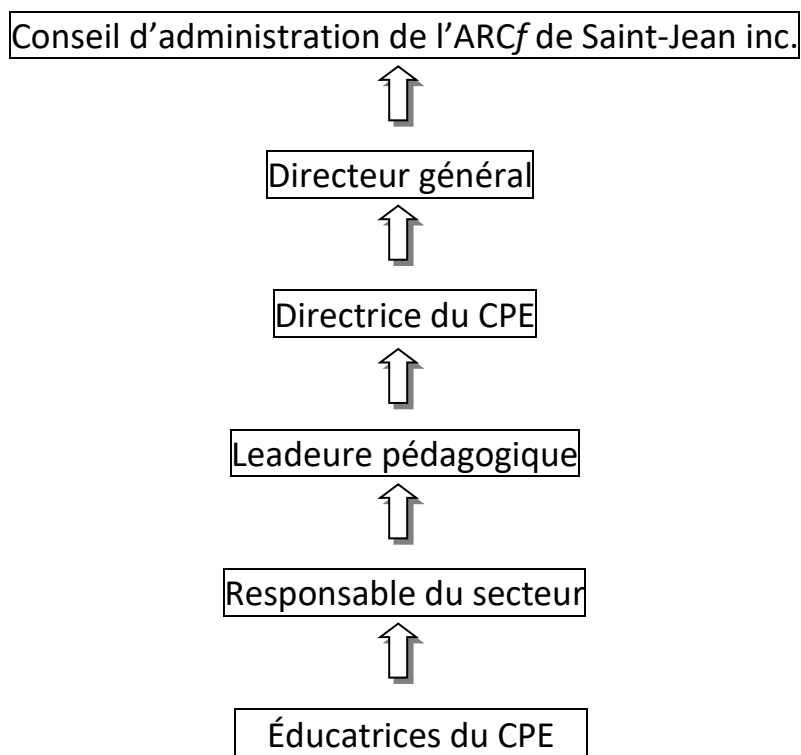 Conseil d’administration de l’ARCf de Saint-Jean inc.
Directeur général
Directrice du CPE
Leadeure pédagogique
Responsable du secteur
Éducatrices du CPE